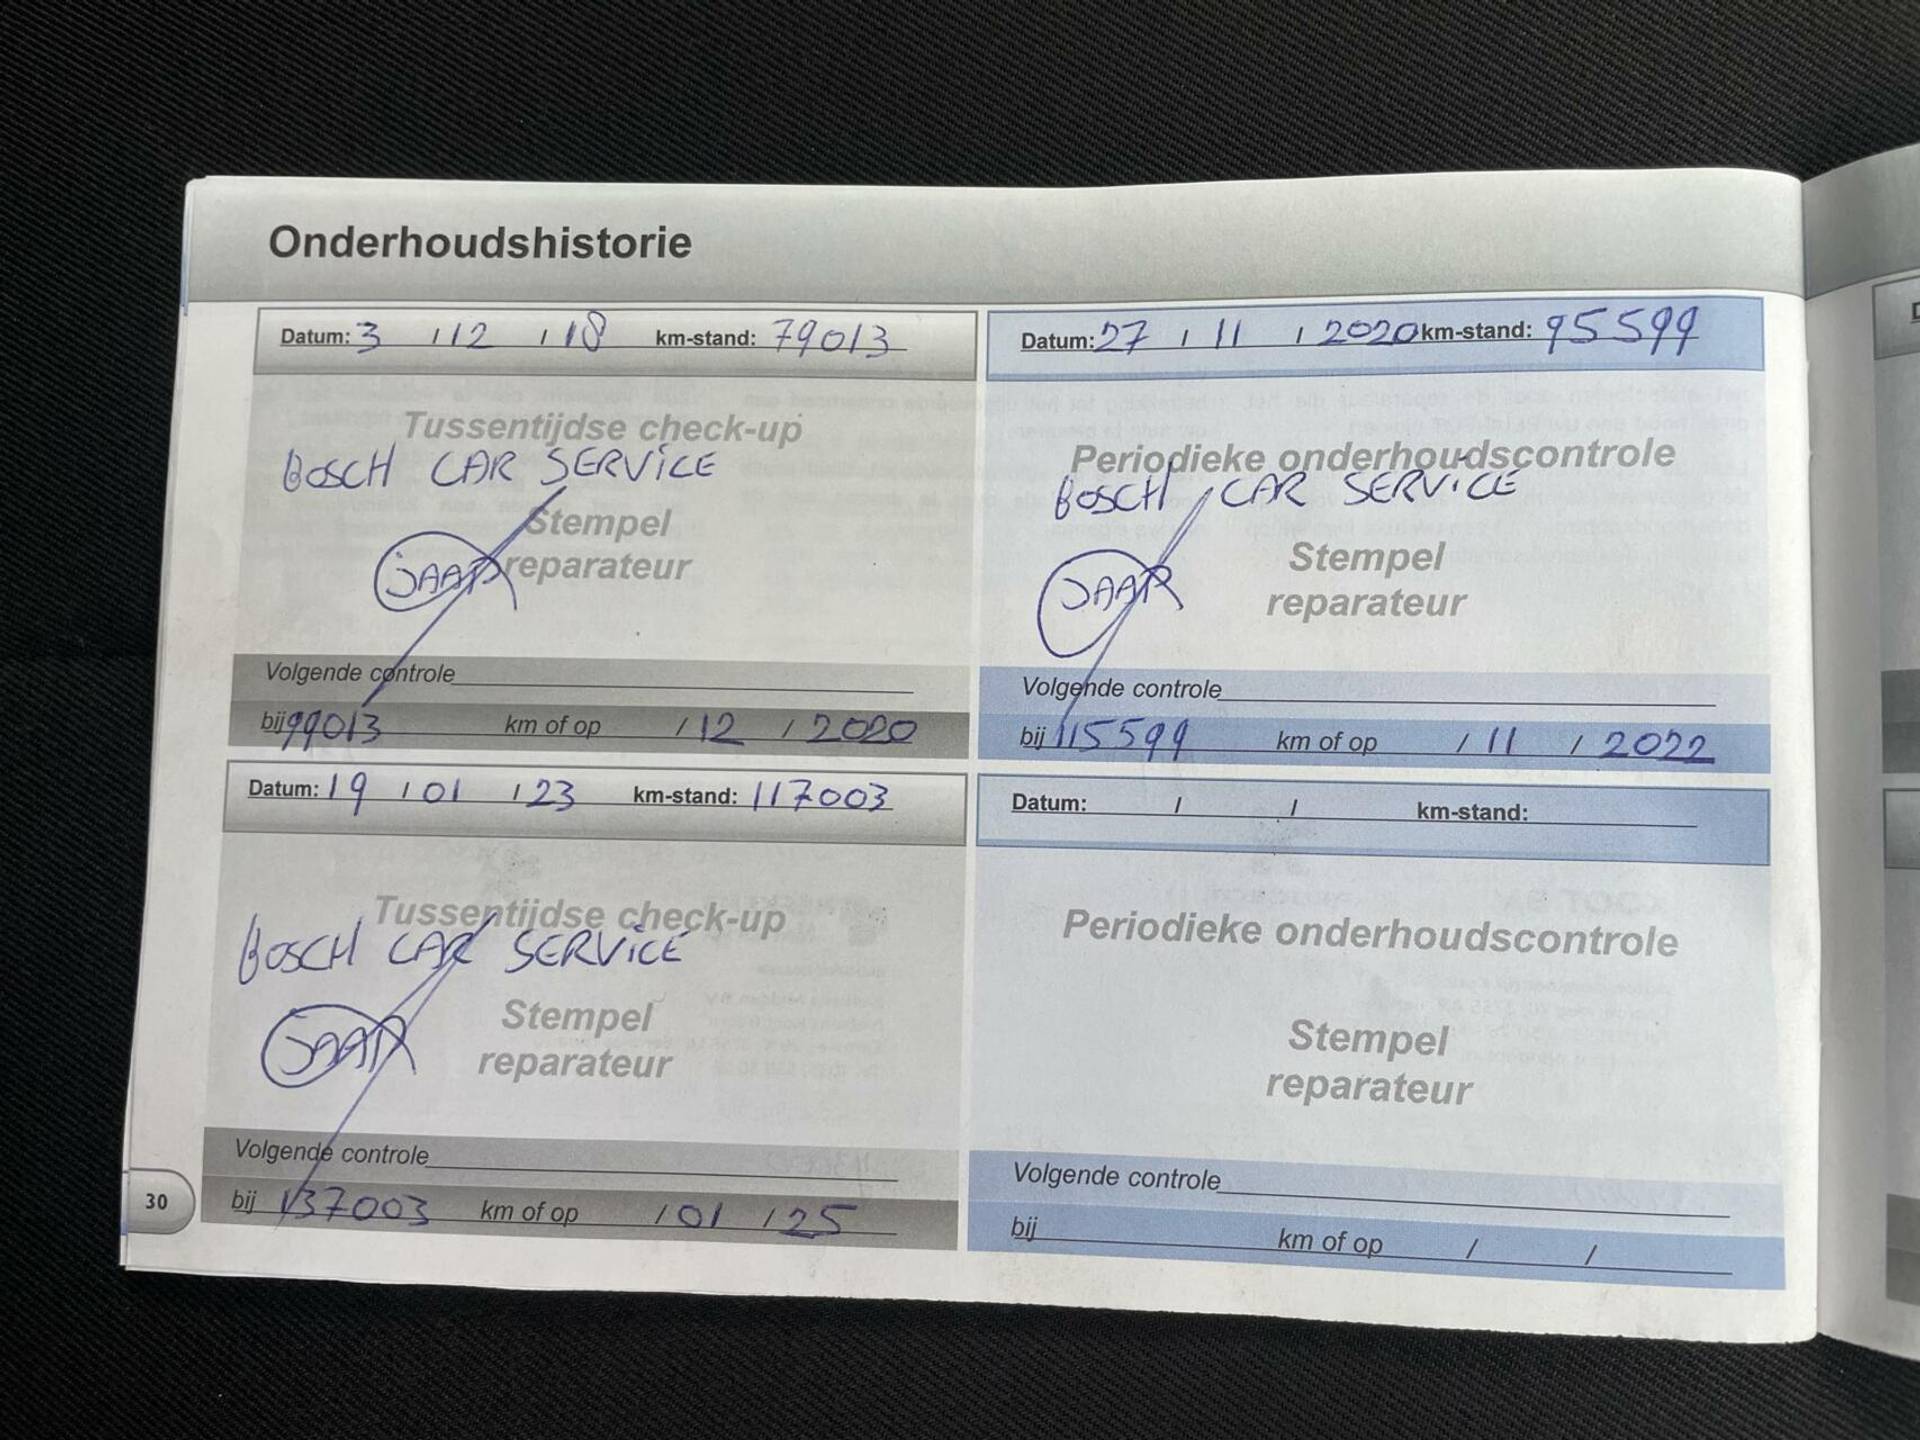 Onderhoudshistorie
Datum: 3 / 12 / 18 km-stand: 79013
Tussentijdse check-up
BOSCH CAR SERVICE
Stempel
reparateur
JAAR
Volgende controle
bij 99013 km of op / 12 / 2020
Datum: 27 / 11 / 2020 km-stand: 95599
Periodieke onderhoudscontrole
BOSCH CAR SERVICE
Stempel
reparateur
JAAR
Volgende controle
bij 115599 km of op / 11 / 2022
Datum: 19 / 01 / 23 km-stand: 117003
Tussentijdse check-up
BOSCH CAR SERVICE
Stempel
reparateur
JAAR
Volgende controle
bij 137003 km of op / 01 / 25
Datum: / / km-stand:
Periodieke onderhoudscontrole
Stempel
reparateur
Volgende controle
bij km of op / /
30